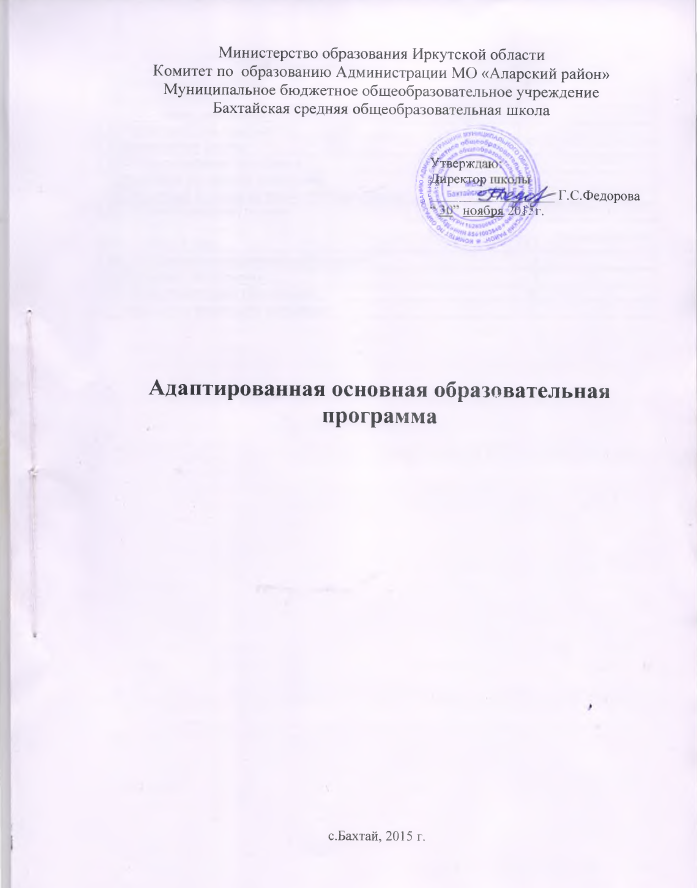 Министерство образования Иркутской области
Комитет по образованию Администрации МО «Аларский район»
Муниципальное бюджетное общеобразовательное учреждение
Бахтайская средняя общеобразовательная школа
Утверждаю:
Директор школы
Г.С.Федорова
“ 30” ноября 2015г.
Адаптированная основная образовательная
программа
с.Бахтай, 2015 г.